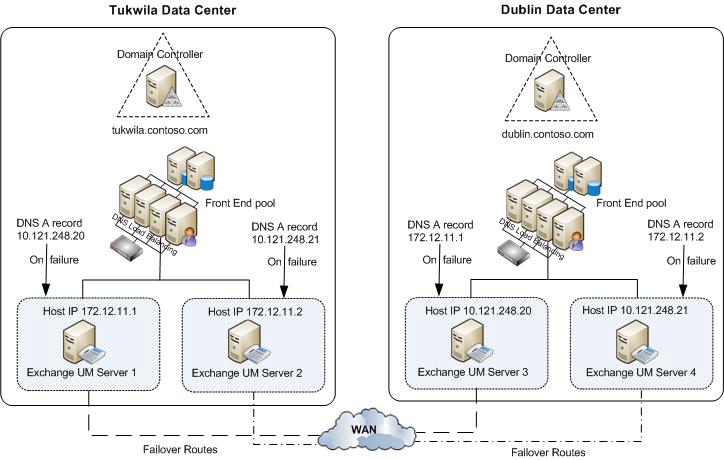 Tukwila Data Center
Domain Controller
tukwila.contoso.com
Front End pool
DNS Load Balancing
DNS A record
10.121.248.20
On failure
DNS A record
10.121.248.21
On failure
Host IP 172.12.11.1
Exchange UM Server 1
Host IP 172.12.11.2
Exchange UM Server 2
Dublin Data Center
Domain Controller
dublin.contoso.com
Front End pool
DNS Load Balancing
DNS A record
172.12.11.1
On failure
DNS A record
172.12.11.2
On failure
Host IP 10.121.248.20
Exchange UM Server 3
Host IP 10.121.248.21
Exchange UM Server 4
WAN
Failover Routes
Failover Routes